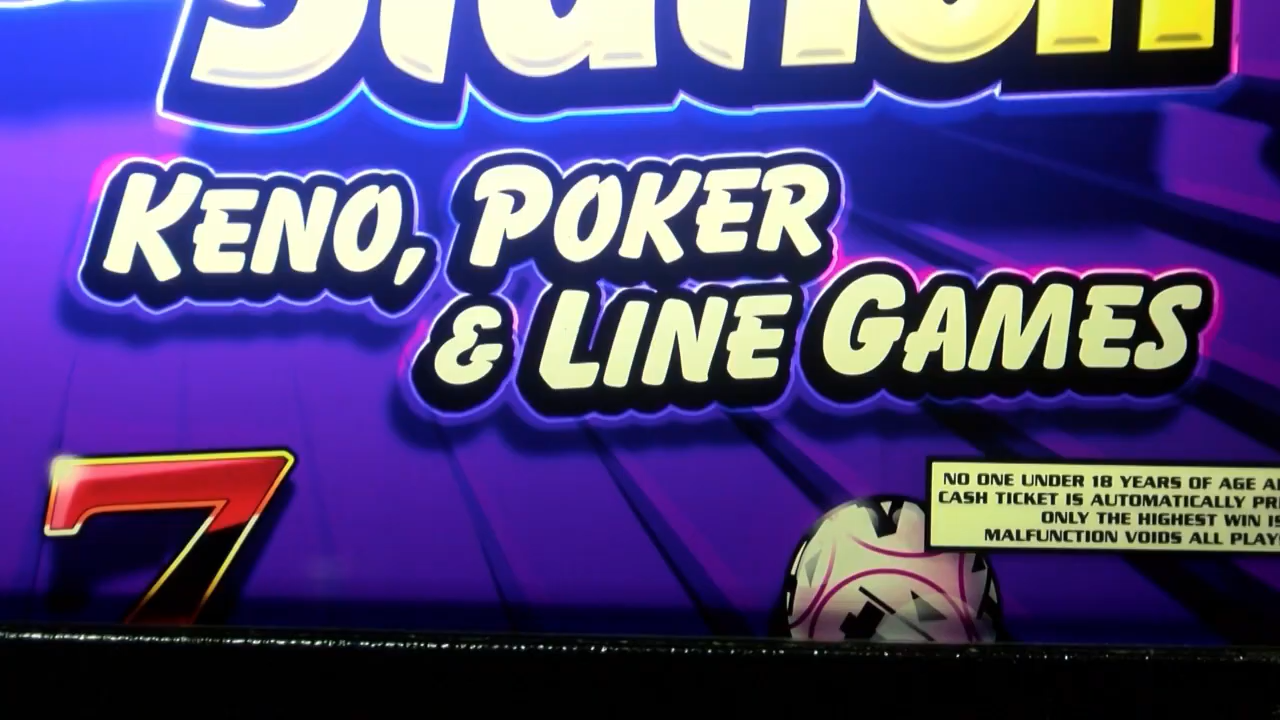 Station
KENO, POKER
& LINE GAMES
7
NO ONE UNDER 18 YEARS OF AGE
CASH TICKET IS AUTOMATICALLY
ONLY THE HIGHEST WIN
MALFUNCTION VOIDS ALL